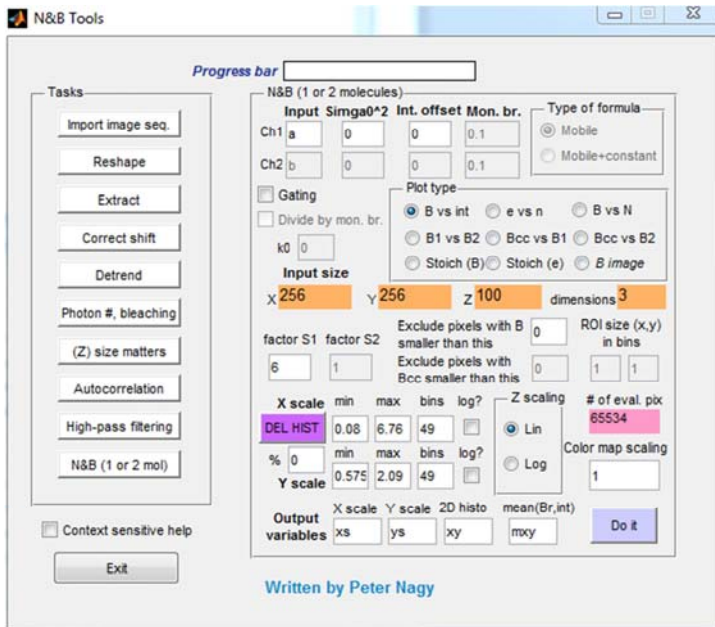 N&B Tools
Progress bar
Tasks
Import image seq.
Reshape
Extract
Correct shift
Detrend
Photon #, bleaching
(Z) size matters
Autocorrelation
High-pass filtering
N&B (1 or 2 mol)
Context sensitive help
Exit
N&B (1 or 2 molecules)
Input Simga0^2 Int. offset Mon. br.
Ch1 a 0 0 0.1
Ch2 b 0 0 0.1
Type of formula
Mobile
Mobile+constant
Gating
Divide by mon. br.
k0 0
Plot type
B vs int e vs n B vs N
B1 vs B2 Bcc vs B1 Bcc vs B2
Stoich (B) Stoich (e) B image
Input size
X 256 Y 256 Z 100 dimensions 3
factor S1 factor S2
6 1
Exclude pixels with B
smaller than this 0
Exclude pixels with
Bcc smaller than this 0
ROI size (x,y)
in bins
1 1
X scale min max bins log?
DEL HIST 0.08 6.76 49
% 0 min max bins log?
Y scale 0.575 2.09 49
Z scaling
Lin
Log
# of eval. pix
65534
Color map scaling
1
Output
variables
X scale Y scale 2D histo mean(Br,int)
xs ys xy mxy
Do it
Written by Peter Nagy